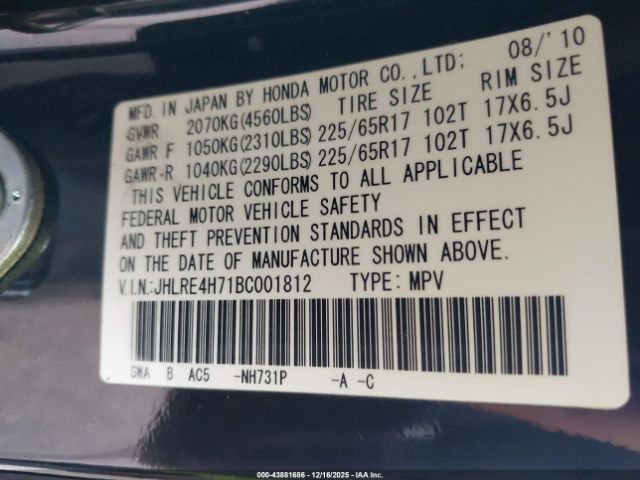 MFD. IN JAPAN BY HONDA MOTOR CO.,LTD; 08/'10
GVWR 2070KG(4560LBS) TIRE SIZE RIM SIZE
GAWR F 1050KG(2310LBS) 225/65R17 102T 17X6.5J
GAWR-R 1040KG(2290LBS) 225/65R17 102T 17X6.5J
THIS VEHICLE CONFORMS TO ALL APPLICABLE
FEDERAL MOTOR VEHICLE SAFETY
AND THEFT PREVENTION STANDARDS IN EFFECT
ON THE DATE OF MANUFACTURE SHOWN ABOVE.
V.I.N:JHLRE4H71BC001812 TYPE: MPV
SWA B AC5 -NH731P -A -C
000-43881686 - 12/16/2025 - IAA Inc.